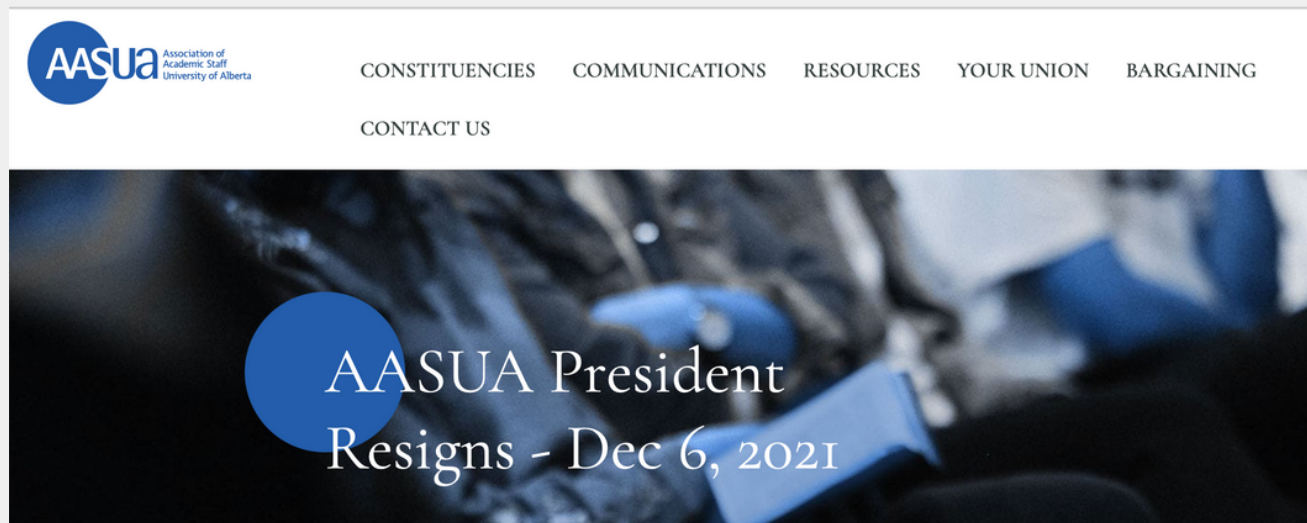 AASUA Association of
Academic Staff
University of Alberta
CONSTITUENCIES COMMUNICATIONS RESOURCES YOUR UNION BARGAINING
CONTACT US
AASUA President
Resigns - Dec 6, 2021